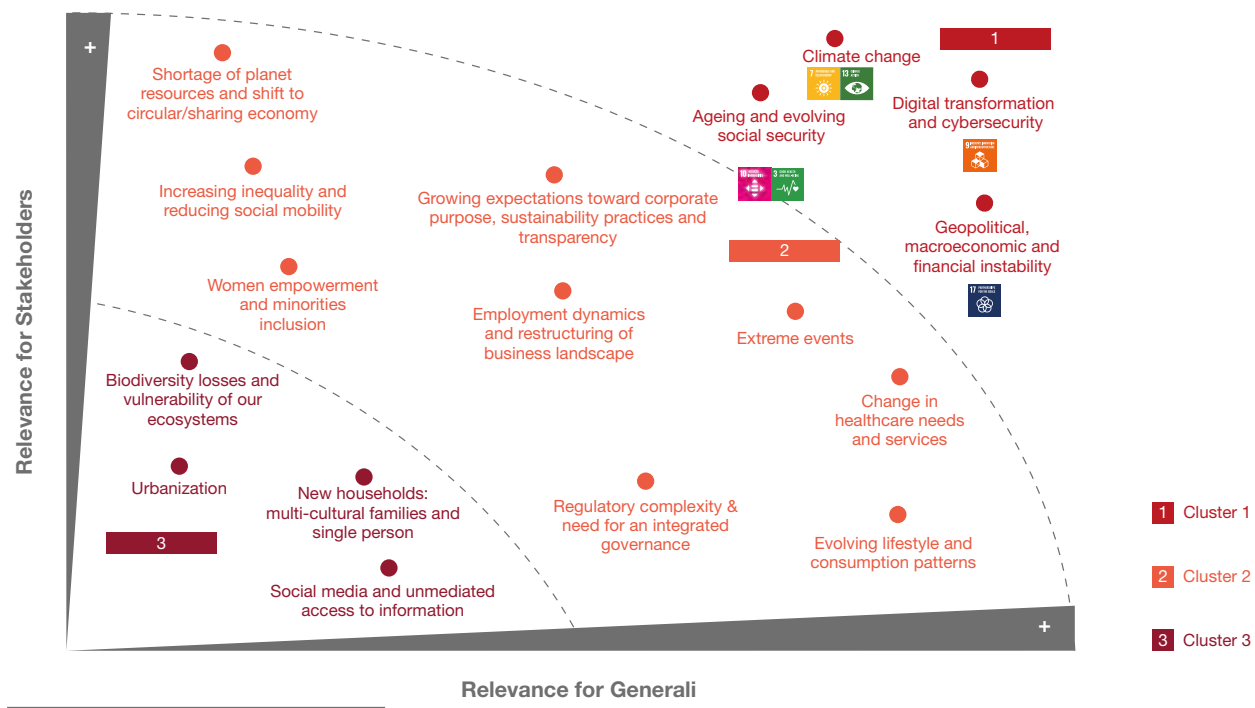 +
1
Climate change
7
13
Shortage of planet
resources and shift to
circular/sharing economy
Ageing and evolving
social security
10
3
Digital transformation
and cybersecurity
9
Increasing inequality and
reducing social mobility
Growing expectations toward corporate
purpose, sustainability practices and
transparency
Geopolitical,
macroeconomic and
financial instability
17
2
Women empowerment
and minorities
inclusion
Employment dynamics
and restructuring of
business landscape
Extreme events
Relevance for Stakeholders
Biodiversity losses and
vulnerability of our
ecosystems
Change in
healthcare needs
and services
Urbanization
New households:
multi-cultural families and
single person
Regulatory complexity &
need for an integrated
governance
Evolving lifestyle and
consumption patterns
3
Social media and unmediated
access to information
+
1 Cluster 1
2 Cluster 2
3 Cluster 3
Relevance for Generali